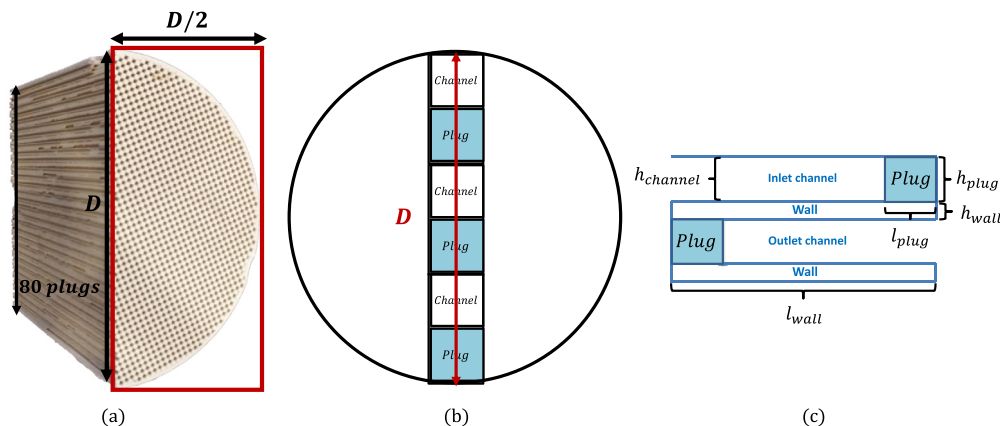 D/2
D
80 plugs
(a)
Channel
Plug
Channel
D
Plug
Channel
Plug
(b)
h_channel
Inlet channel
Plug
h_plug
Wall
h_wall
Plug
Outlet channel
l_plug
Wall
l_wall
(c)